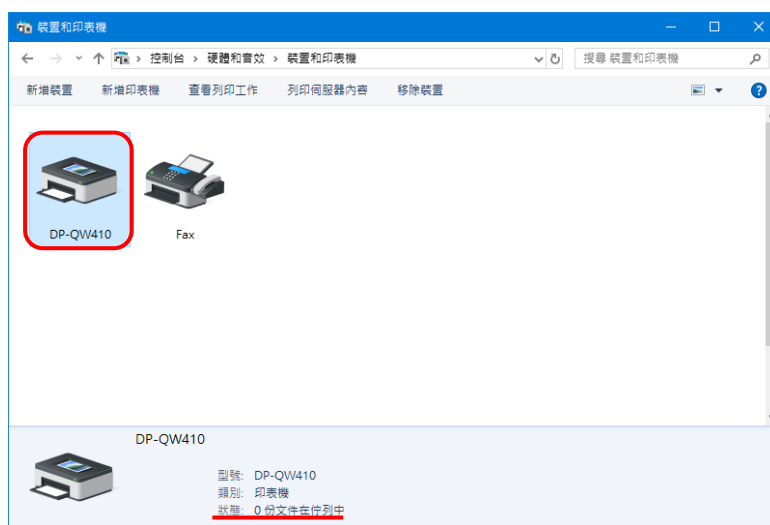 裝置和印表機
控制台 › 硬體和音效 › 裝置和印表機
搜尋 裝置和印表機
新增裝置 新增印表機 查看列印工作 列印伺服器內容 移除裝置
DP-QW410 Fax
DP-QW410
型號: DP-QW410
類別: 印表機
狀態: 0 份文件在佇列中